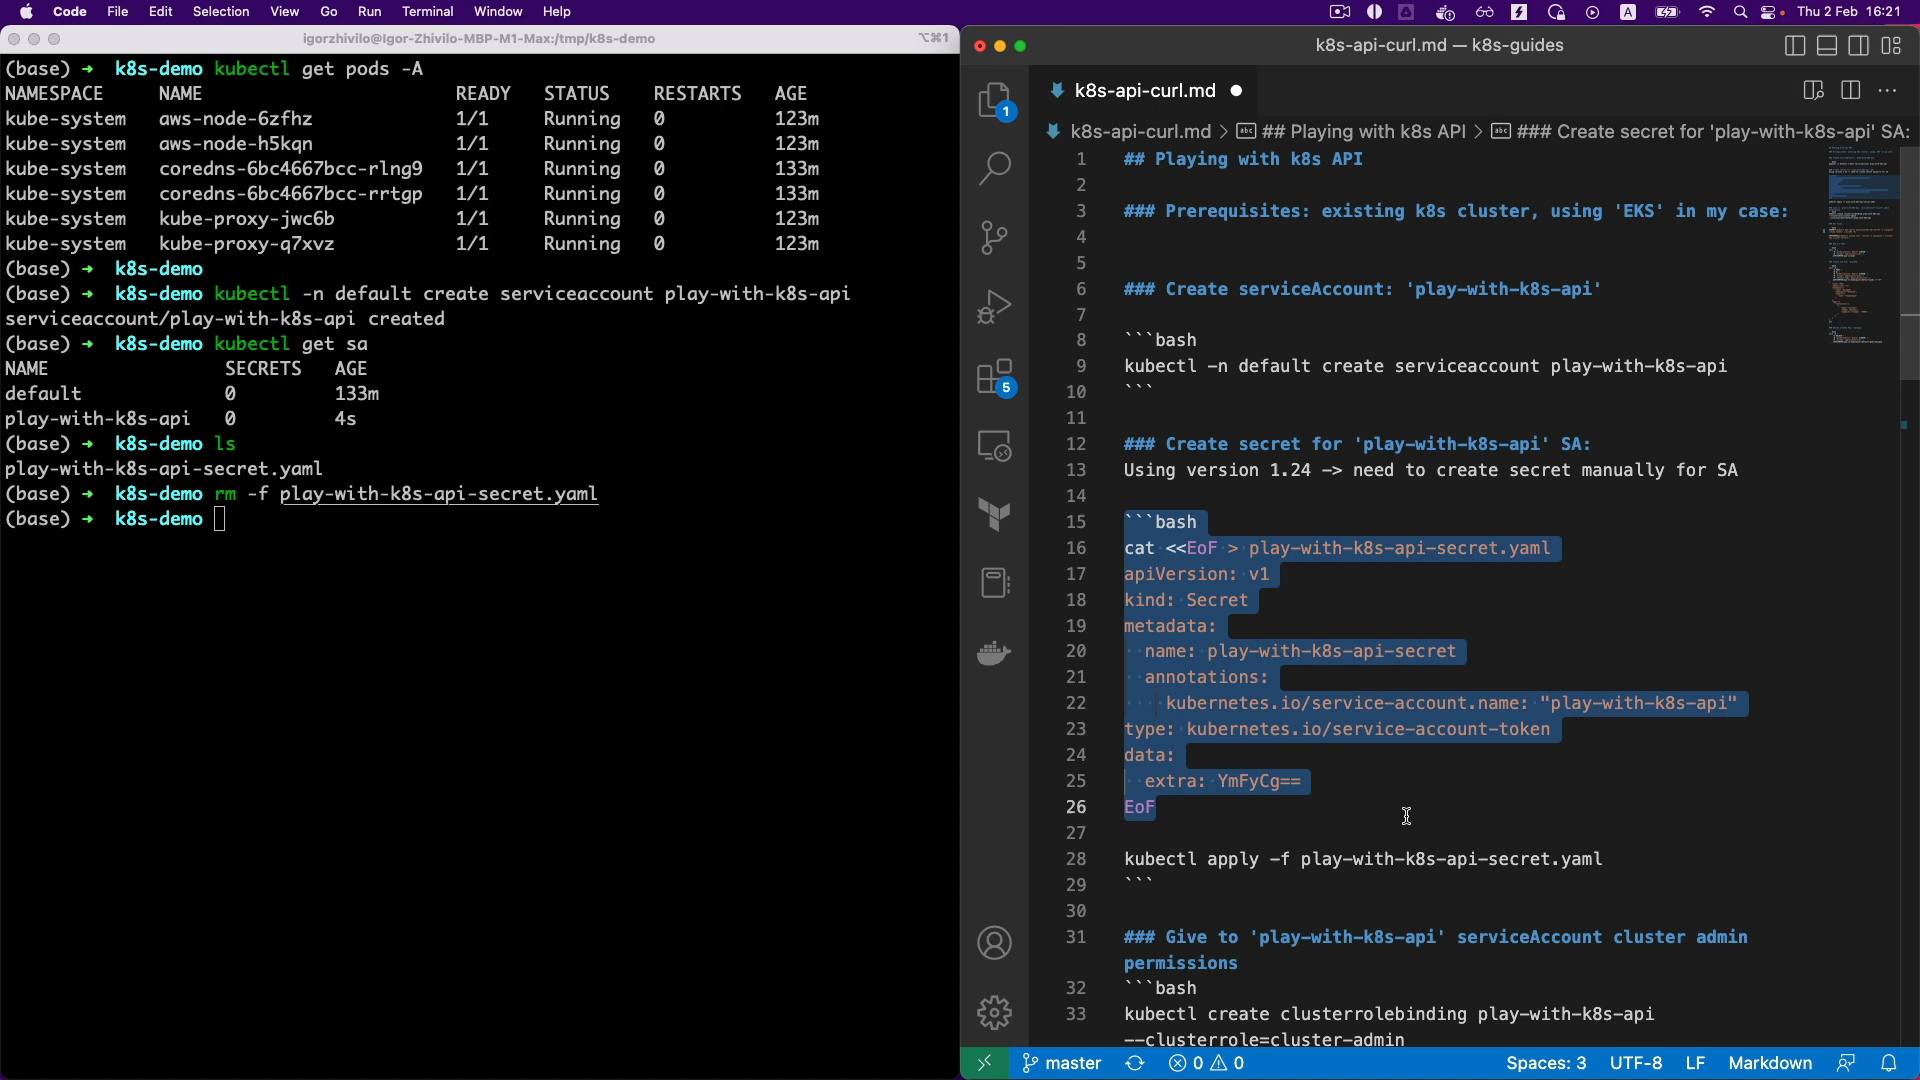 Code File Edit Selection View Go Run Terminal Window Help
A Thu 2 Feb 16:21
igorzhivilo@Igor-Zhivilo-MBP-M1-Max:/tmp/k8s-demo
⌥⌘1
(base) ➜ k8s-demo kubectl get pods -A
NAMESPACE NAME READY STATUS RESTARTS AGE
kube-system aws-node-6zfhz 1/1 Running 0 123m
kube-system aws-node-h5kqn 1/1 Running 0 123m
kube-system coredns-6bc4667bcc-rlng9 1/1 Running 0 133m
kube-system coredns-6bc4667bcc-rrtgp 1/1 Running 0 133m
kube-system kube-proxy-jwc6b 1/1 Running 0 123m
kube-system kube-proxy-q7xvz 1/1 Running 0 123m
(base) ➜ k8s-demo
(base) ➜ k8s-demo kubectl -n default create serviceaccount play-with-k8s-api
serviceaccount/play-with-k8s-api created
(base) ➜ k8s-demo kubectl get sa
NAME SECRETS AGE
default 0 133m
play-with-k8s-api 0 4s
(base) ➜ k8s-demo ls
play-with-k8s-api-secret.yaml
(base) ➜ k8s-demo rm -f play-with-k8s-api-secret.yaml
(base) ➜ k8s-demo
k8s-api-curl.md — k8s-guides
k8s-api-curl.md
k8s-api-curl.md > ## Playing with k8s API > ### Create secret for 'play-with-k8s-api' SA:
1
5
1 ## Playing with k8s API
2
3 ### Prerequisites: existing k8s cluster, using 'EKS' in my case:
4
5
6 ### Create serviceAccount: 'play-with-k8s-api'
7
8 ```bash
9 kubectl -n default create serviceaccount play-with-k8s-api
10 ```
11
12 ### Create secret for 'play-with-k8s-api' SA:
13 Using version 1.24 -> need to create secret manually for SA
14
15 ```bash
16 cat <<EoF > play-with-k8s-api-secret.yaml
17 apiVersion: v1
18 kind: Secret
19 metadata:
20   name: play-with-k8s-api-secret
21   annotations:
22     kubernetes.io/service-account.name: "play-with-k8s-api"
23 type: kubernetes.io/service-account-token
24 data:
25   extra: YmFyCg==
26 EoF
27
28 kubectl apply -f play-with-k8s-api-secret.yaml
29 ```
30
31 ### Give to 'play-with-k8s-api' serviceAccount cluster admin
permissions
32 ```bash
33 kubectl create clusterrolebinding play-with-k8s-api
--clusterrole=cluster-admin
master 0 0 Spaces: 3 UTF-8 LF Markdown